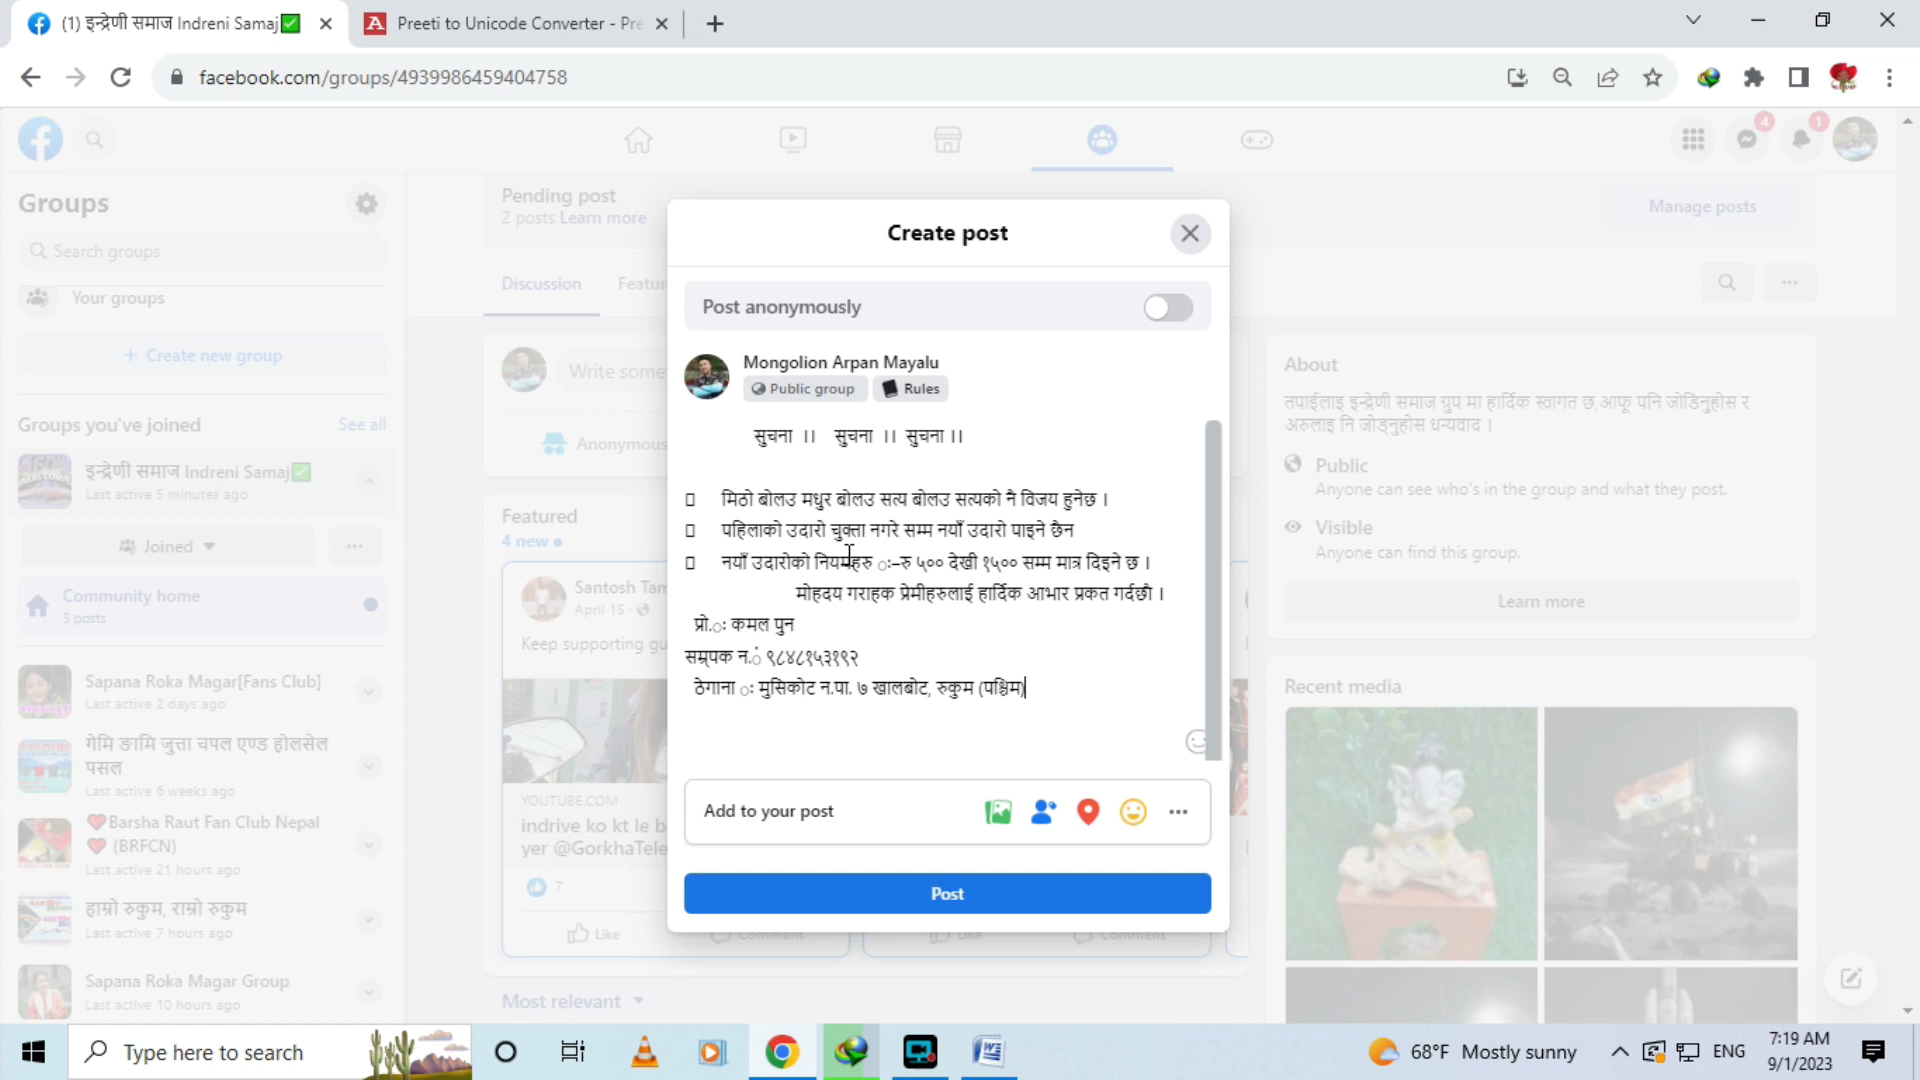 (1) इन्द्रेणी समाज Indreni Samaj✅
Preeti to Unicode Converter - Pre
facebook.com/groups/4939986459404758
4
1
Groups
Search groups
Your groups
+ Create new group
Groups you've joined
See all
इन्द्रेणी समाज Indreni Samaj✅
Last active 5 minutes ago
Joined
Community home
5 posts
Sapana Roka Magar[Fans Club]
Last active 2 days ago
गेमि ङामि जुत्ता चपल एण्ड होलसेल
पसल
Last active 6 weeks ago
❤️Barsha Raut Fan Club Nepal
❤️ (BRFCN)
Last active 21 hours ago
हाम्रो रुकुम, राम्रो रुकुम
Last active 7 hours ago
Sapana Roka Magar Group
Last active 10 hours ago
Pending post
2 posts Learn more
Manage posts
Discussion
Featur
Write some
Anonymous
Featured
4 new
Santosh Tam
April 15
Keep supporting gu
YOUTUBE.COM
indrive ko kt le b
yer @GorkhaTele
7
Like
Comment
Like
Comment
Most relevant
Create post
Post anonymously
Mongolion Arpan Mayalu
Public group
Rules
सुचना ।। सुचना ।। सुचना ।।
 मिठो बोलउ मधुर बोलउ सत्य बोलउ सत्यको नै विजय हुनेछ ।
 पहिलाको उदारो चुक्ता नगरे सम्म नयाँ उदारो पाइने छैन
 नयाँ उदारोको नियमहरु ः–रु ५०० देखी १५०० सम्म मात्र दिइने छ ।
मोहदय गराहक प्रेमीहरुलाई हार्दिक आभार प्रकत गर्दछौ ।
प्रो.ः कमल पुन
सम्र्पक न.ं ९८४८१५३१९२
ठेगाना ः मुसिकोट न.पा. ७ खालबोट, रुकुम (पश्चिम)
Add to your post
Post
About
तपाईलाइ इन्द्रेणी समाज ग्रुप मा हार्दिक स्वागत छ,आफू पनि जोडिनुहोस र
अरुलाइ नि जोड्नुहोस धन्यवाद ।
Public
Anyone can see who's in the group and what they post.
Visible
Anyone can find this group.
Learn more
Recent media
Type here to search
68°F Mostly sunny
ENG
7:19 AM
9/1/2023